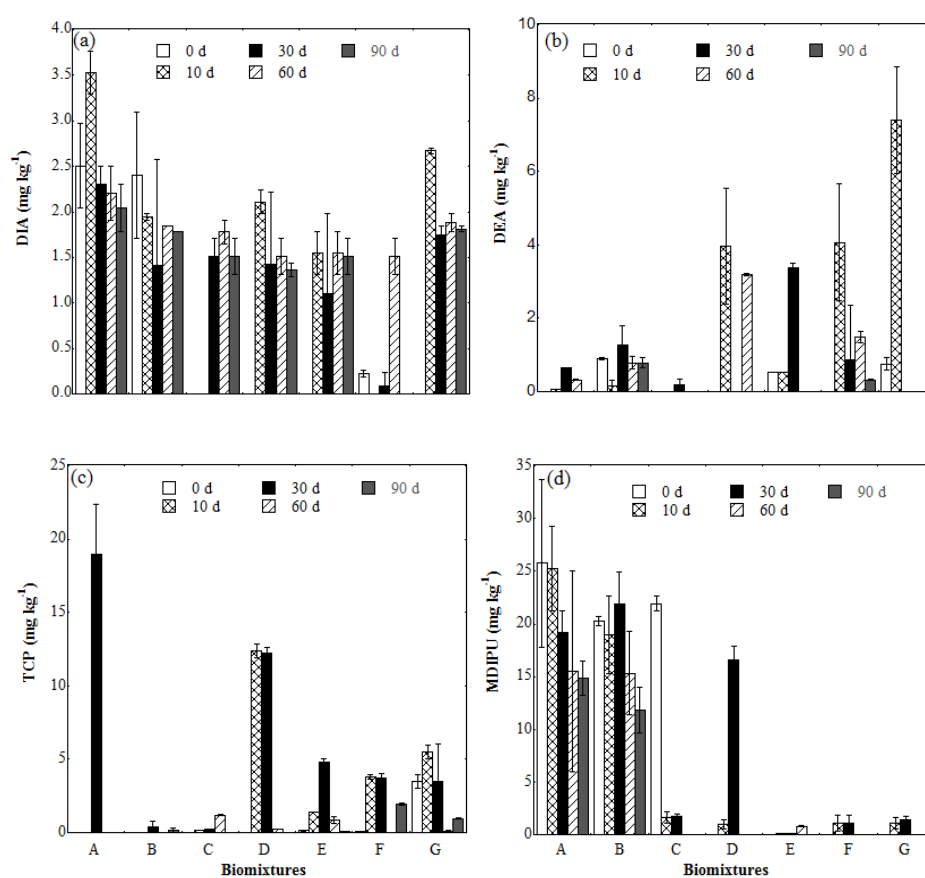 (a)
0 d 30 d 90 d
10 d 60 d
4.0
3.5
3.0
2.5
2.0
1.5
1.0
0.5
0.0
DIA (mg kg-1)
(b)
0 d 30 d 90 d
10 d 60 d
10
8
6
4
2
0
DEA (mg kg-1)
(c)
0 d 30 d 90 d
10 d 60 d
25
20
15
10
5
0
TCP (mg kg-1)
A B C D E F G
Biomixtures
(d)
0 d 30 d 90 d
10 d 60 d
35
30
25
20
15
10
5
0
MDIPU (mg kg-1)
A B C D E F G
Biomixtures